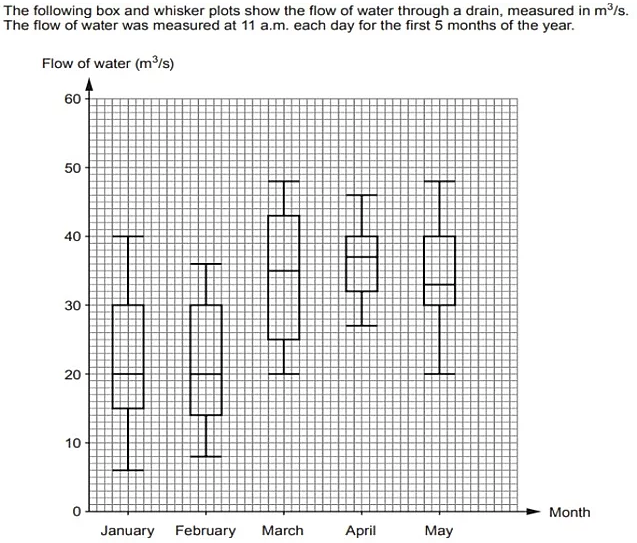 The following box and whisker plots show the flow of water through a drain, measured in m³/s.
The flow of water was measured at 11 a.m. each day for the first 5 months of the year.
Flow of water (m³/s)
60
50
40
30
20
10
0
Month
January February March April May